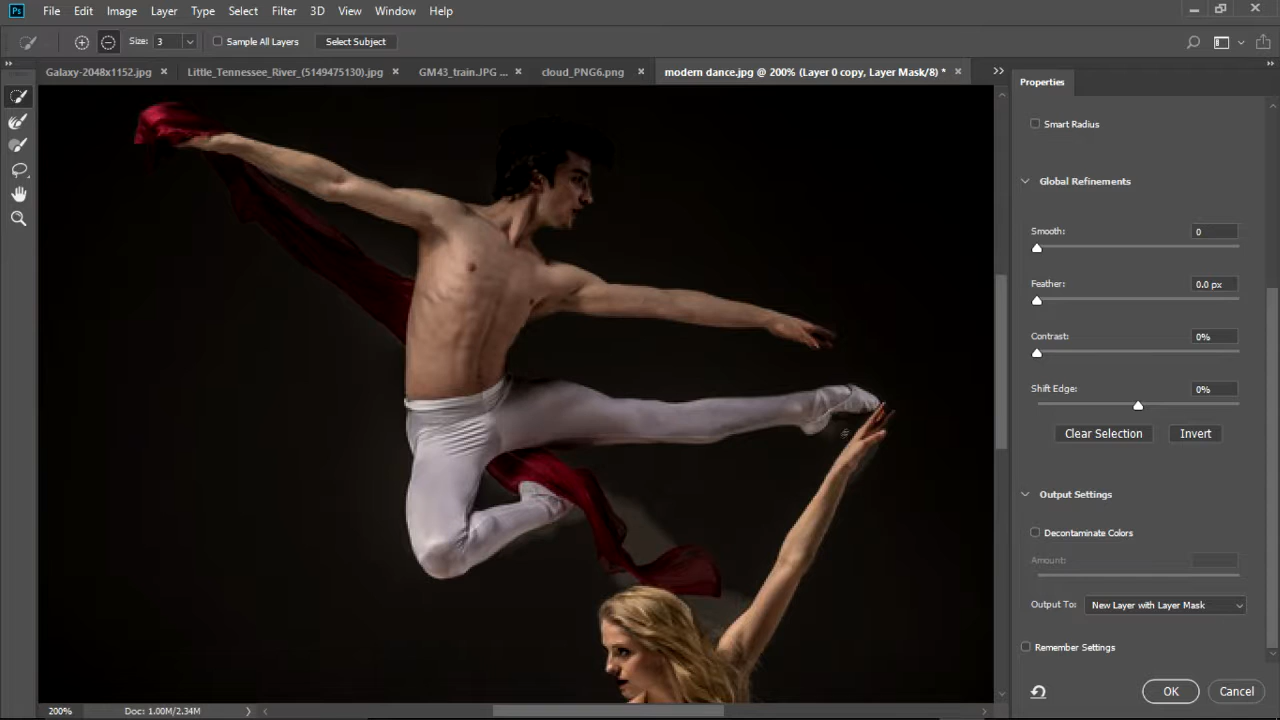 Ps File Edit Image Layer Type Select Filter 3D View Window Help
Size: 3 Sample All Layers Select Subject
Galaxy-2048x1152.jpg Little_Tennessee_River_(5149475130).jpg GM43_train.JPG ... cloud_PNG6.png modern dance.jpg @ 200% (Layer 0 copy, Layer Mask/8) *
Properties
Smart Radius
Global Refinements
Smooth: 0
Feather: 0.0 px
Contrast: 0%
Shift Edge: 0%
Clear Selection Invert
Output Settings
Decontaminate Colors
Amount:
Output To: New Layer with Layer Mask
Remember Settings
OK Cancel
200% Doc: 1.00M/2.34M